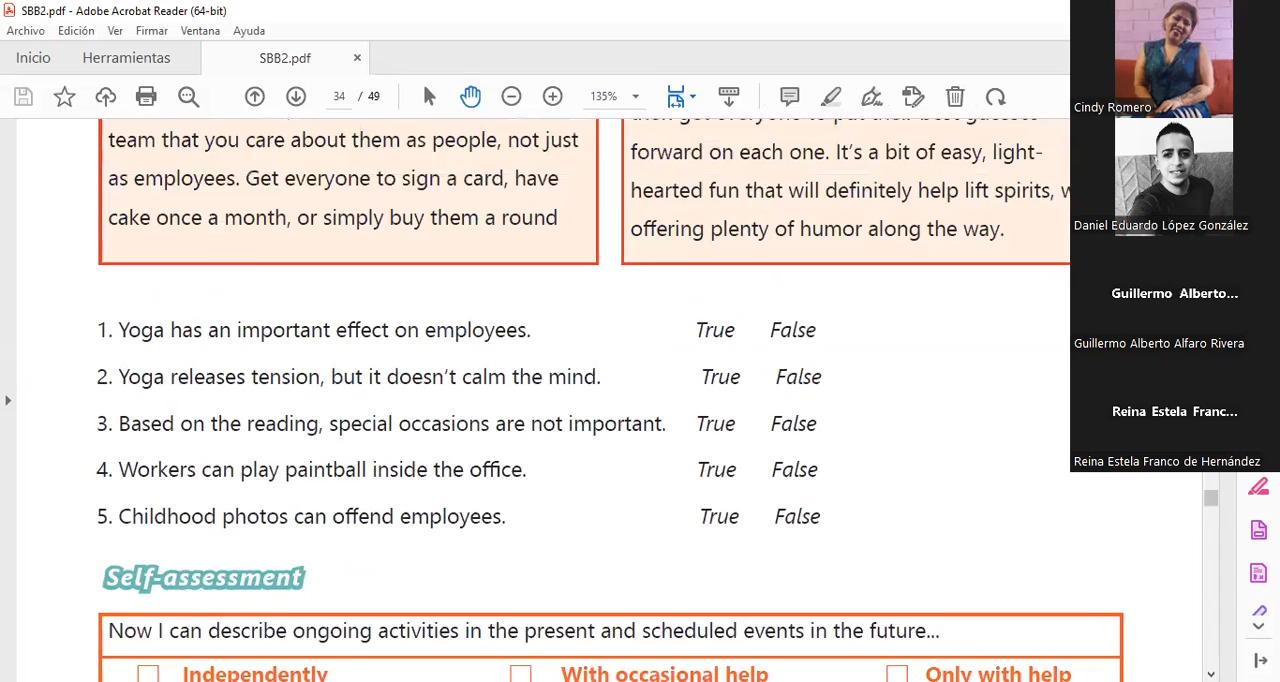 SBB2.pdf - Adobe Acrobat Reader (64-bit)
Archivo Edición Ver Firmar Ventana Ayuda
Inicio Herramientas SBB2.pdf ×
34 / 49 135%
team that you care about them as people, not just
as employees. Get everyone to sign a card, have
cake once a month, or simply buy them a round
then get everyone to put their best guesses
forward on each one. It's a bit of easy, light-
hearted fun that will definitely help lift spirits, w
offering plenty of humor along the way.
1. Yoga has an important effect on employees. True False
2. Yoga releases tension, but it doesn't calm the mind. True False
3. Based on the reading, special occasions are not important. True False
4. Workers can play paintball inside the office. True False
5. Childhood photos can offend employees. True False
Self-assessment
Now I can describe ongoing activities in the present and scheduled events in the future...
Independently With occasional help Only with help
Cindy Romero
Daniel Eduardo López González
Guillermo Alberto...
Guillermo Alberto Alfaro Rivera
Reina Estela Franc...
Reina Estela Franco de Hernández